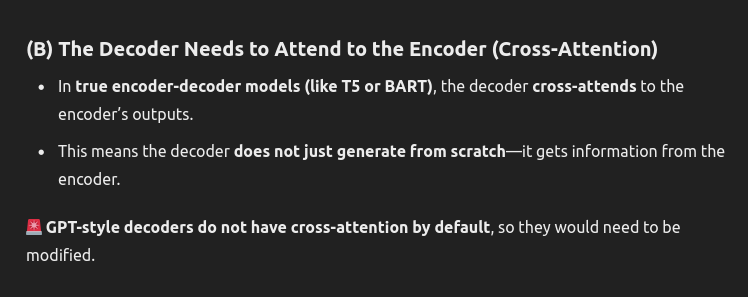 (B) The Decoder Needs to Attend to the Encoder (Cross-Attention)
• In true encoder-decoder models (like T5 or BART), the decoder cross-attends to the
encoder’s outputs.
• This means the decoder does not just generate from scratch—it gets information from the
encoder.
🚨 GPT-style decoders do not have cross-attention by default, so they would need to be
modified.